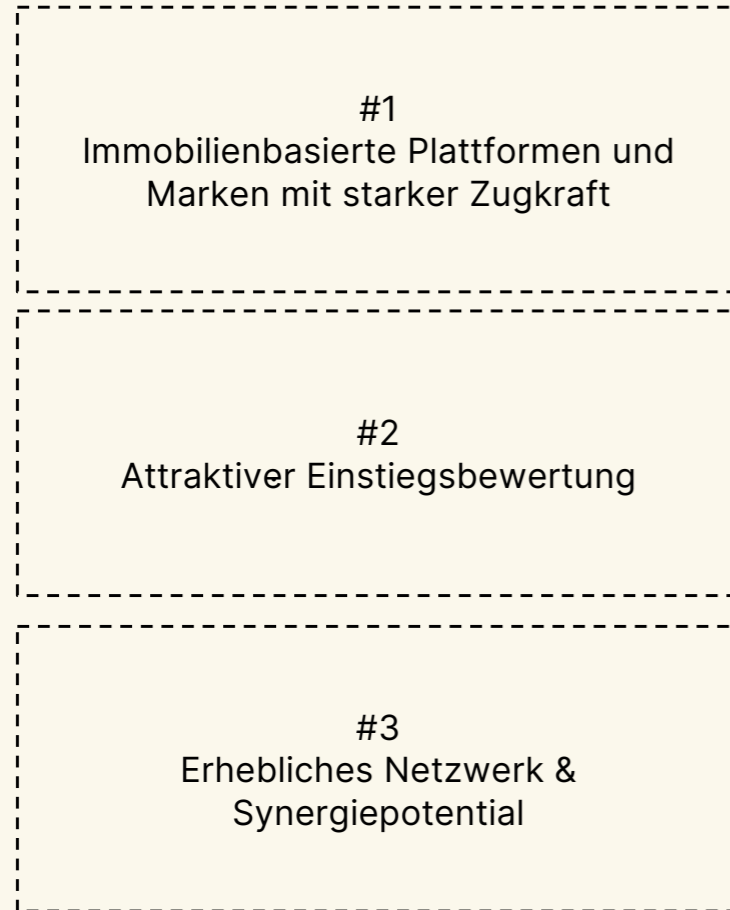 #1
Immobilienbasierte Plattformen und
Marken mit starker Zugkraft
#2
Attraktiver Einstiegsbewertung
#3
Erhebliches Netzwerk &
Synergiepotential